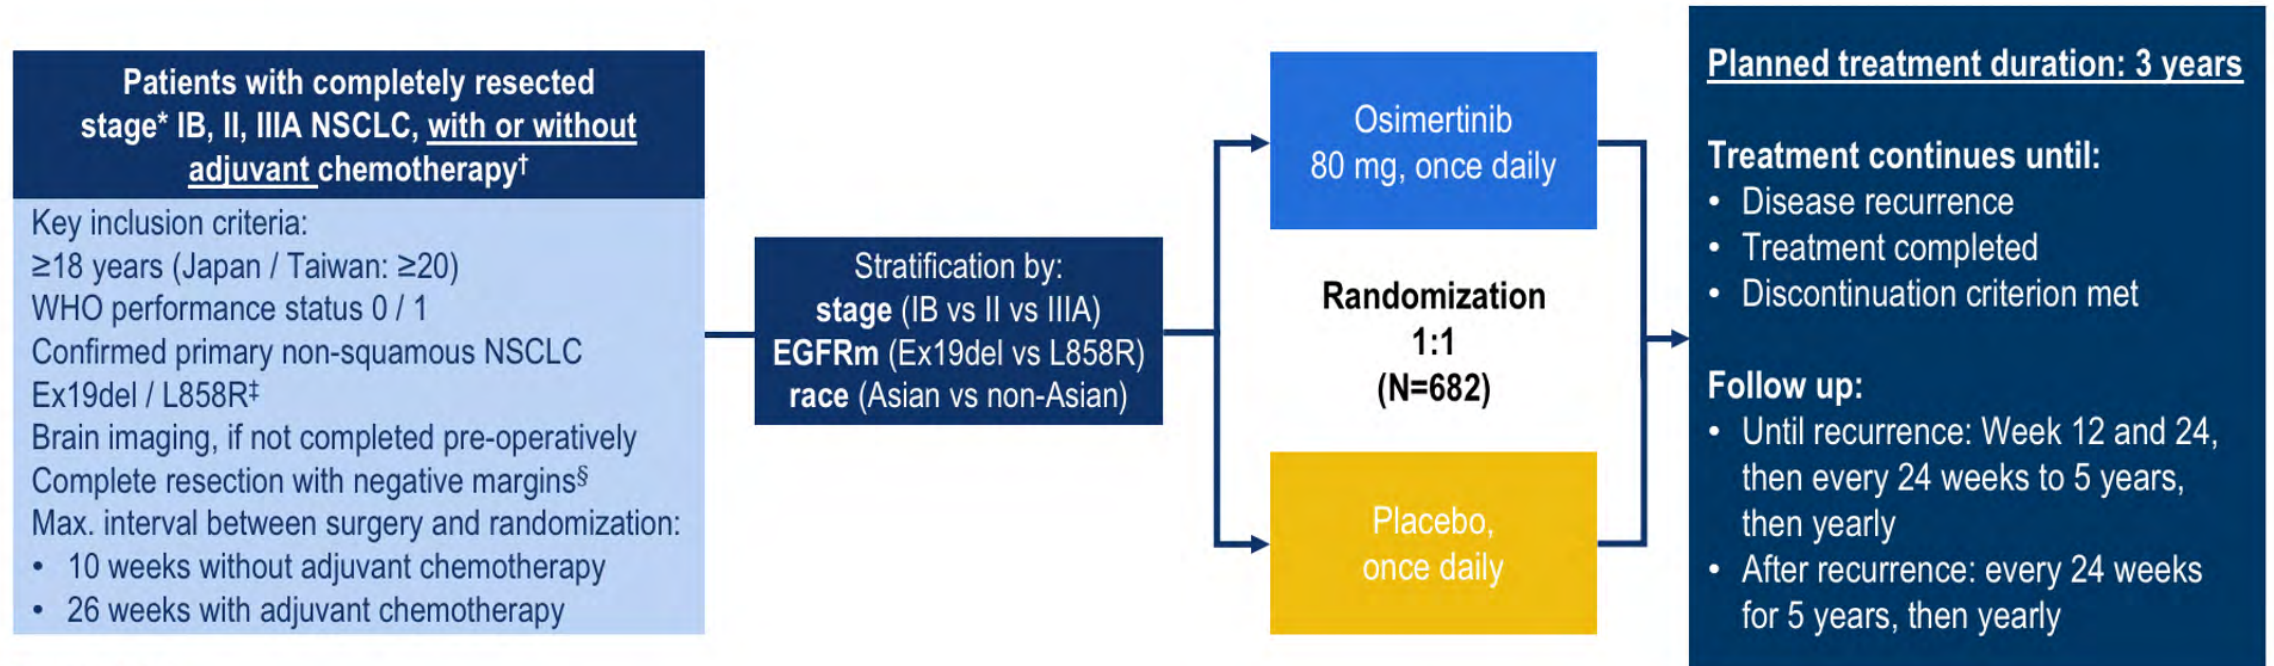 Patients with completely resected
stage* IB, II, IIIA NSCLC, with or without
adjuvant chemotherapy†
Key inclusion criteria:
≥18 years (Japan / Taiwan: ≥20)
WHO performance status 0 / 1
Confirmed primary non-squamous NSCLC
Ex19del / L858R‡
Brain imaging, if not completed pre-operatively
Complete resection with negative margins§
Max. interval between surgery and randomization:
• 10 weeks without adjuvant chemotherapy
• 26 weeks with adjuvant chemotherapy
Stratification by:
stage (IB vs II vs IIIA)
EGFRm (Ex19del vs L858R)
race (Asian vs non-Asian)
Osimertinib
80 mg, once daily
Randomization
1:1
(N=682)
Placebo,
once daily
Planned treatment duration: 3 years
Treatment continues until:
• Disease recurrence
• Treatment completed
• Discontinuation criterion met
Follow up:
• Until recurrence: Week 12 and 24,
then every 24 weeks to 5 years,
then yearly
• After recurrence: every 24 weeks
for 5 years, then yearly